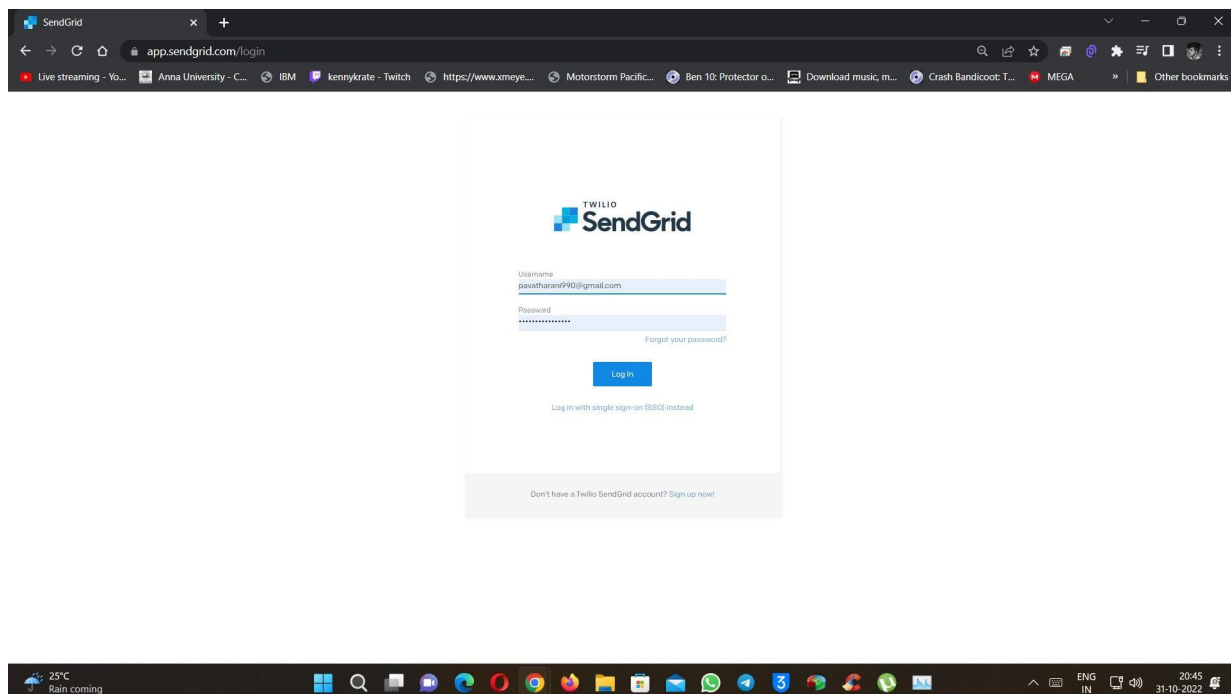 SendGrid
app.sendgrid.com/login
Live streaming - Yo...
Anna University - C...
IBM
kennykrate - Twitch
https://www.xmeye....
Motorstorm Pacific...
Ben 10: Protector o...
Download music, m...
Crash Bandicoot: T...
MEGA
»
Other bookmarks
TWILIO
SendGrid
Username
pavatharani990@gmail.com
Password
Forgot your password?
Log In
Log in with single sign-on (SSO) instead
Don't have a Twilio SendGrid account? Sign up now!
25°C
Rain coming
3
ENG
IN
20:45
31-10-2022